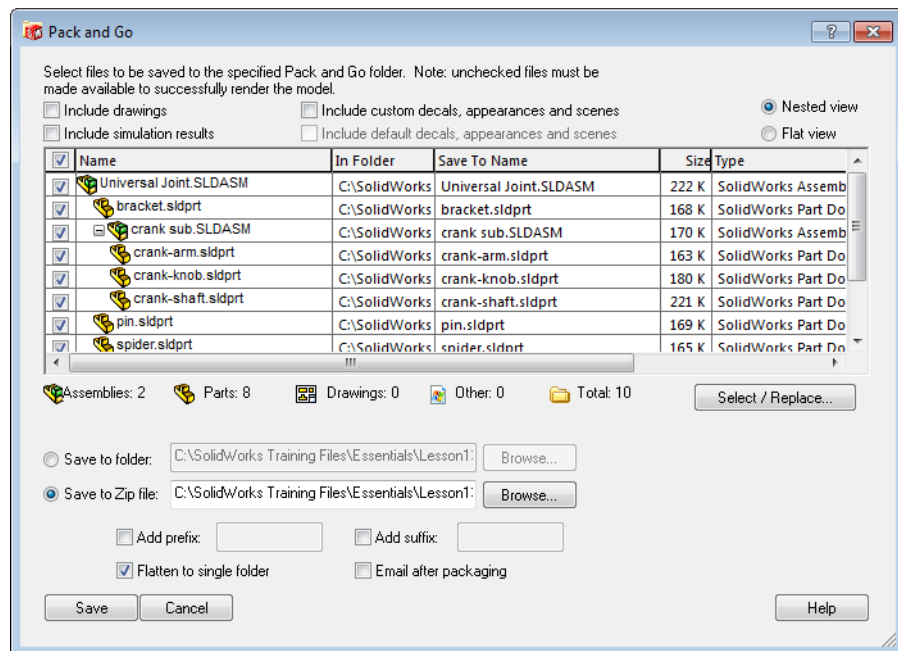 Pack and Go
Select files to be saved to the specified Pack and Go folder. Note: unchecked files must be
made available to successfully render the model.
Include drawings Include custom decals, appearances and scenes Nested view
Include simulation results Include default decals, appearances and scenes Flat view
Name In Folder Save To Name Size Type
Universal Joint.SLDASM C:\SolidWorks Universal Joint.SLDASM 222 K SolidWorks Assemb
bracket.sldprt C:\SolidWorks bracket.sldprt 168 K SolidWorks Part Do
crank sub.SLDASM C:\SolidWorks crank sub.SLDASM 170 K SolidWorks Assemb
crank-arm.sldprt C:\SolidWorks crank-arm.sldprt 163 K SolidWorks Part Do
crank-knob.sldprt C:\SolidWorks crank-knob.sldprt 180 K SolidWorks Part Do
crank-shaft.sldprt C:\SolidWorks crank-shaft.sldprt 221 K SolidWorks Part Do
pin.sldprt C:\SolidWorks pin.sldprt 169 K SolidWorks Part Do
spider.sldprt C:\SolidWorks spider.sldprt 165 K SolidWorks Part Do
Assemblies: 2 Parts: 8 Drawings: 0 Other: 0 Total: 10 Select / Replace...
Save to folder: C:\SolidWorks Training Files\Essentials\Lesson1 Browse...
Save to Zip file: C:\SolidWorks Training Files\Essentials\Lesson1 Browse...
Add prefix: Add suffix:
Flatten to single folder Email after packaging
Save Cancel Help